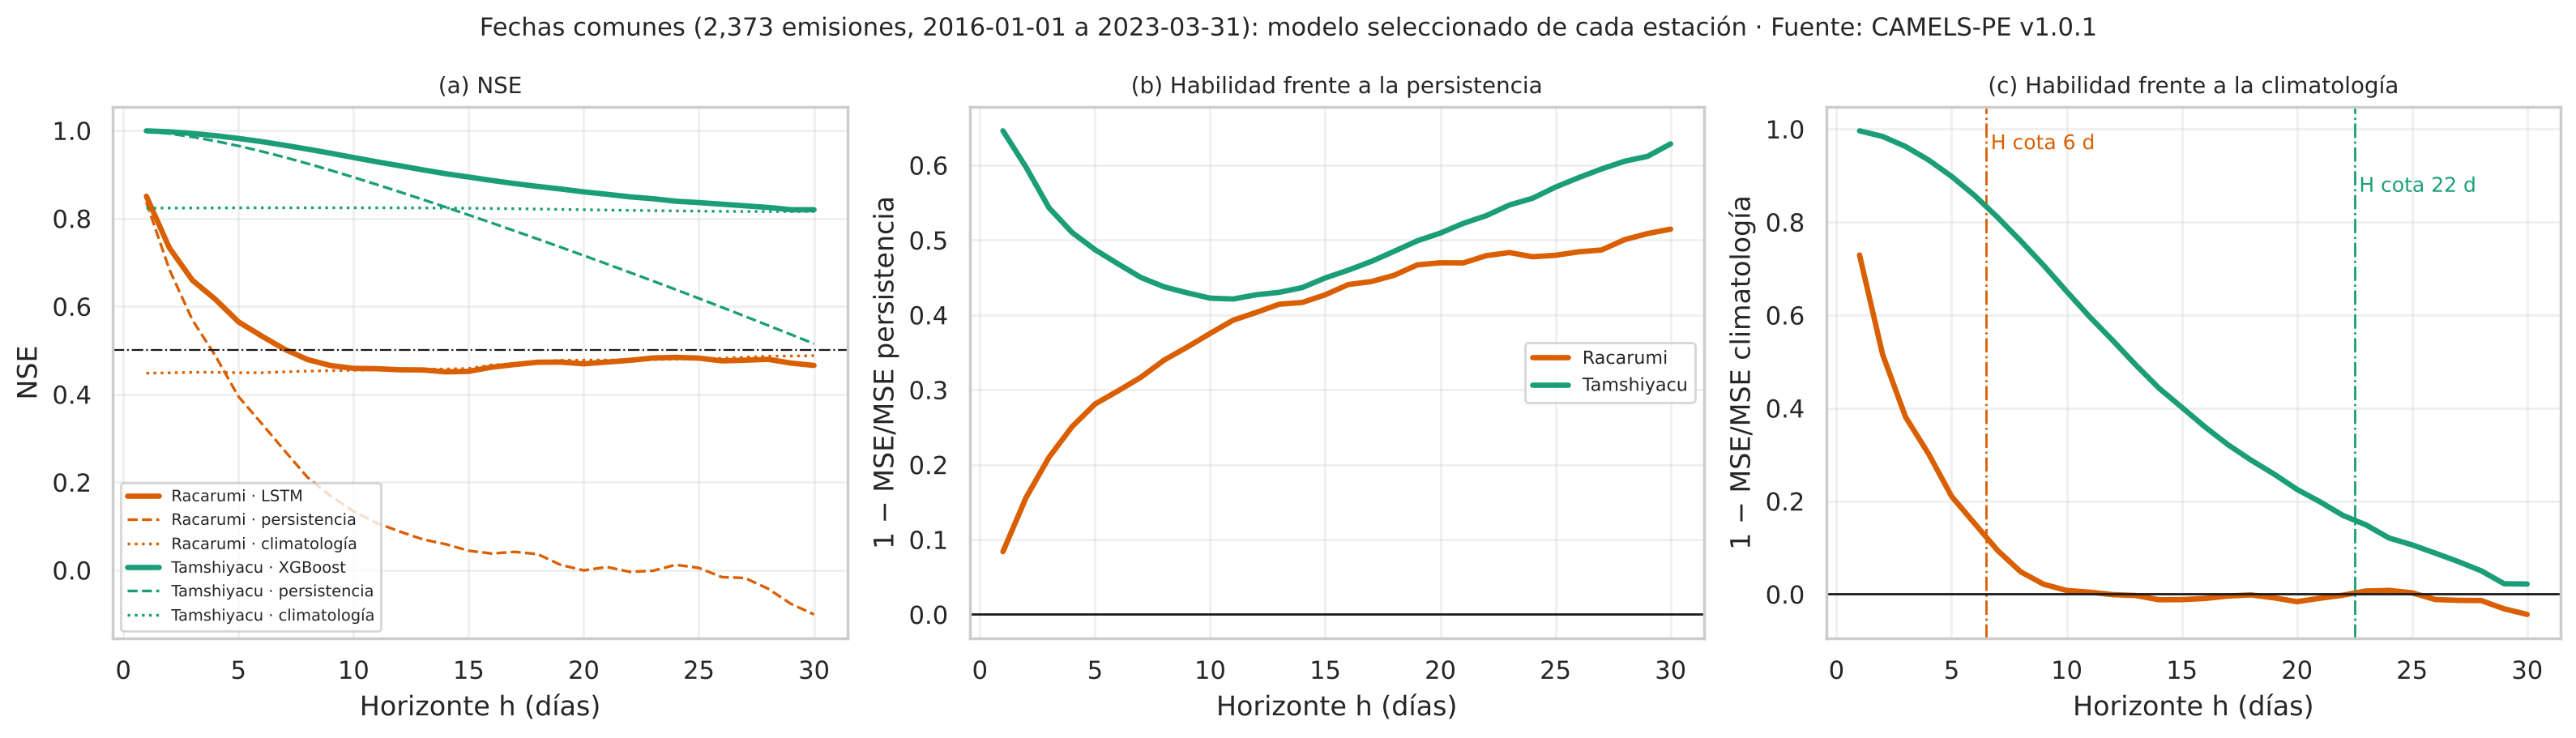 Fechas comunes (2,373 emisiones, 2016-01-01 a 2023-03-31): modelo seleccionado de cada estación · Fuente: CAMELS-PE v1.0.1
(a) NSE
NSE
1.0
0.8
0.6
0.4
0.2
0.0
Racarumi · LSTM
Racarumi · persistencia
Racarumi · climatología
Tamshiyacu · XGBoost
Tamshiyacu · persistencia
Tamshiyacu · climatología
0 5 10 15 20 25 30
Horizonte h (días)
(b) Habilidad frente a la persistencia
1 − MSE/MSE persistencia
0.6
0.5
0.4
0.3
0.2
0.1
0.0
Racarumi
Tamshiyacu
0 5 10 15 20 25 30
Horizonte h (días)
(c) Habilidad frente a la climatología
1 − MSE/MSE climatología
1.0
0.8
0.6
0.4
0.2
0.0
H cota 6 d
H cota 22 d
0 5 10 15 20 25 30
Horizonte h (días)